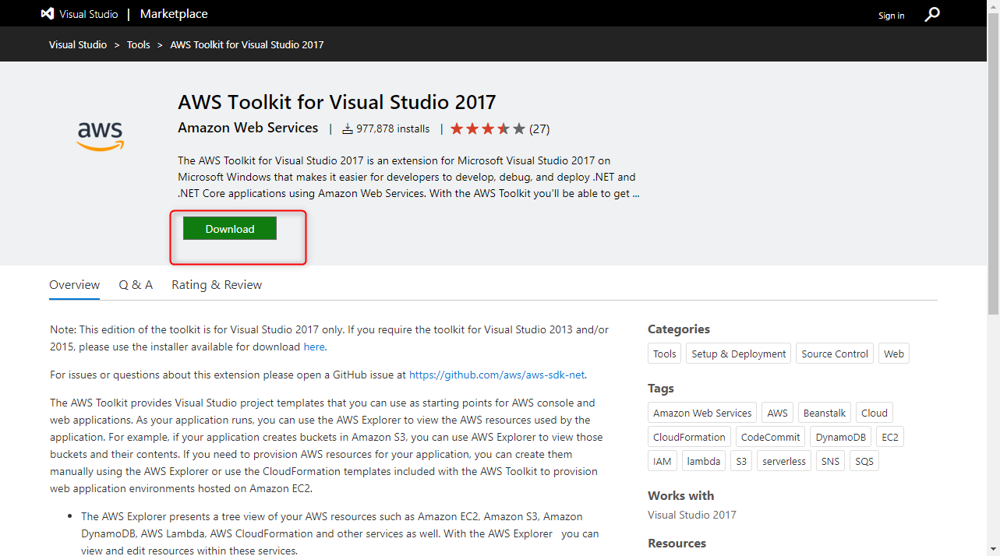 Visual Studio | Marketplace
Sign in
Visual Studio > Tools > AWS Toolkit for Visual Studio 2017
aws
AWS Toolkit for Visual Studio 2017
Amazon Web Services | 977,878 installs | (27)
The AWS Toolkit for Visual Studio 2017 is an extension for Microsoft Visual Studio 2017 on
Microsoft Windows that makes it easier for developers to develop, debug, and deploy .NET and
.NET Core applications using Amazon Web Services. With the AWS Toolkit you'll be able to get ...
Download
Overview Q & A Rating & Review
Note: This edition of the toolkit is for Visual Studio 2017 only. If you require the toolkit for Visual Studio 2013 and/or
2015, please use the installer available for download here.
For issues or questions about this extension please open a GitHub issue at https://github.com/aws/aws-sdk-net.
The AWS Toolkit provides Visual Studio project templates that you can use as starting points for AWS console and
web applications. As your application runs, you can use the AWS Explorer to view the AWS resources used by the
application. For example, if your application creates buckets in Amazon S3, you can use AWS Explorer to view those
buckets and their contents. If you need to provision AWS resources for your application, you can create them
manually using the AWS Explorer or use the CloudFormation templates included with the AWS Toolkit to provision
web application environments hosted on Amazon EC2.
• The AWS Explorer presents a tree view of your AWS resources such as Amazon EC2, Amazon S3, Amazon
DynamoDB, AWS Lambda, AWS CloudFormation and other services as well. With the AWS Explorer you can
view and edit resources within these services.
Categories
Tools Setup & Deployment Source Control Web
Tags
Amazon Web Services AWS Beanstalk Cloud
CloudFormation CodeCommit DynamoDB EC2
IAM lambda S3 serverless SNS SQS
Works with
Visual Studio 2017
Resources